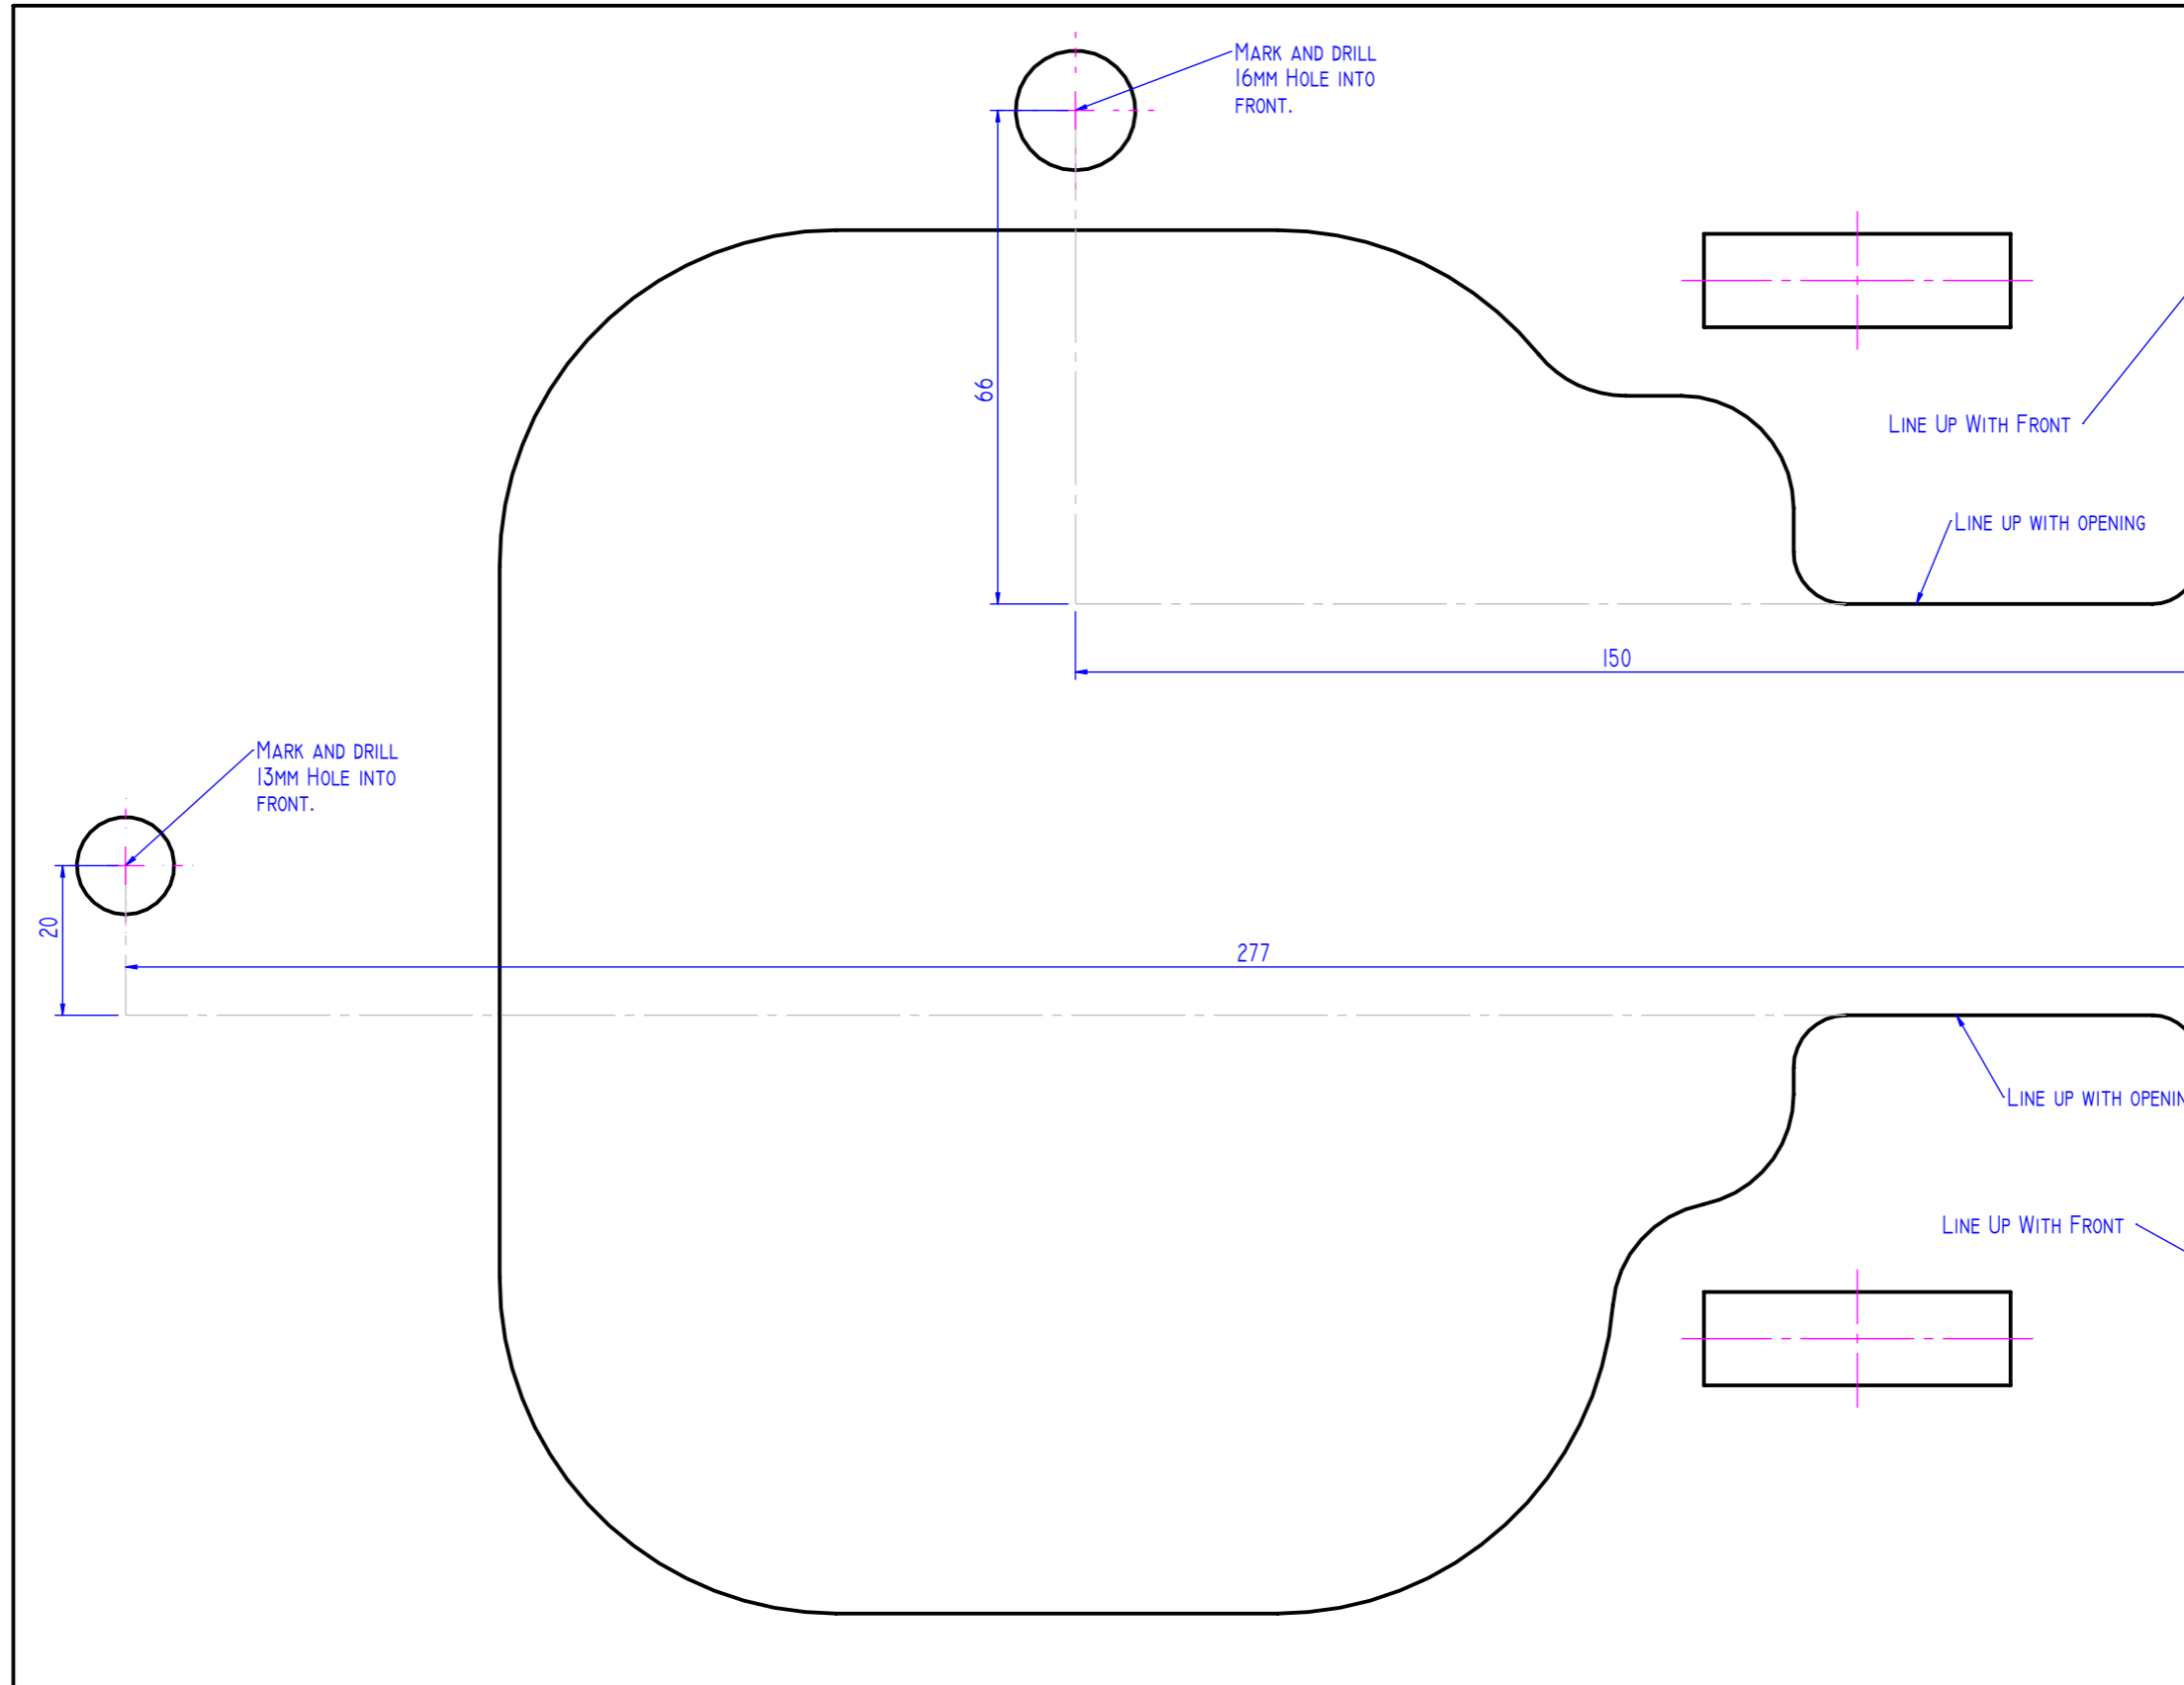 Mark and drill
16mm Hole into
front.
66
Line Up With Front
Line up with opening
150
Mark and drill
13mm Hole into
front.
20
277
Line up with openin
Line Up With Front